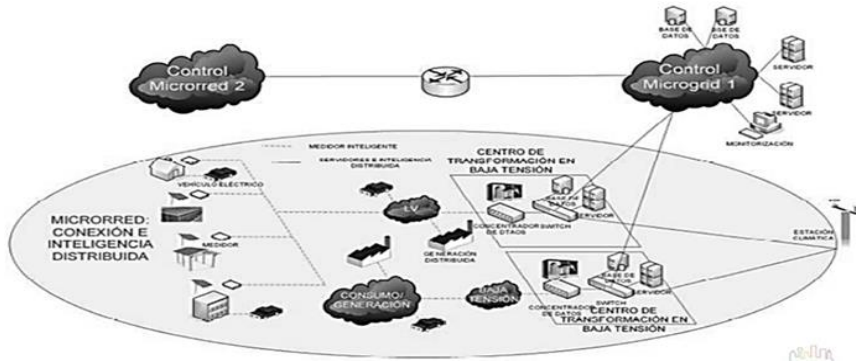 BASE DE
DATOS
BSE DE
DATOS
Control
Microrred 2
Control
Microgrid 1
SERVIDOR
SERVIDOR
MONITORIZACIÓN
MEDIDOR INTELIGENTE
SERVIDORES E INTELIGENCIA
DISTRIBUIDA
CENTRO DE
TRANSFORMACIÓN EN
BAJA TENSIÓN
VEHÍCULO ELÉCTRICO
BASE DE
DATOS
SERVIDOR
LV
CONCENTRADOR
DE DTAOS
SWITCH
MICRORRED:
CONEXIÓN E
INTELIGENCIA
DISTRIBUIDA
MEDIDOR
GENERACIÓN
DISTRIBUIDA
ESTACIÓN
CLIMÁTICA
BASE DE
DATOS
SERVIDOR
CONSUMO/
GENERACIÓN
BAJA
TENSIÓN
CONCENTRADOR
DE DATOS
SWITCH
CENTRO DE
TRANSFORMACIÓN EN
BAJA TENSIÓN